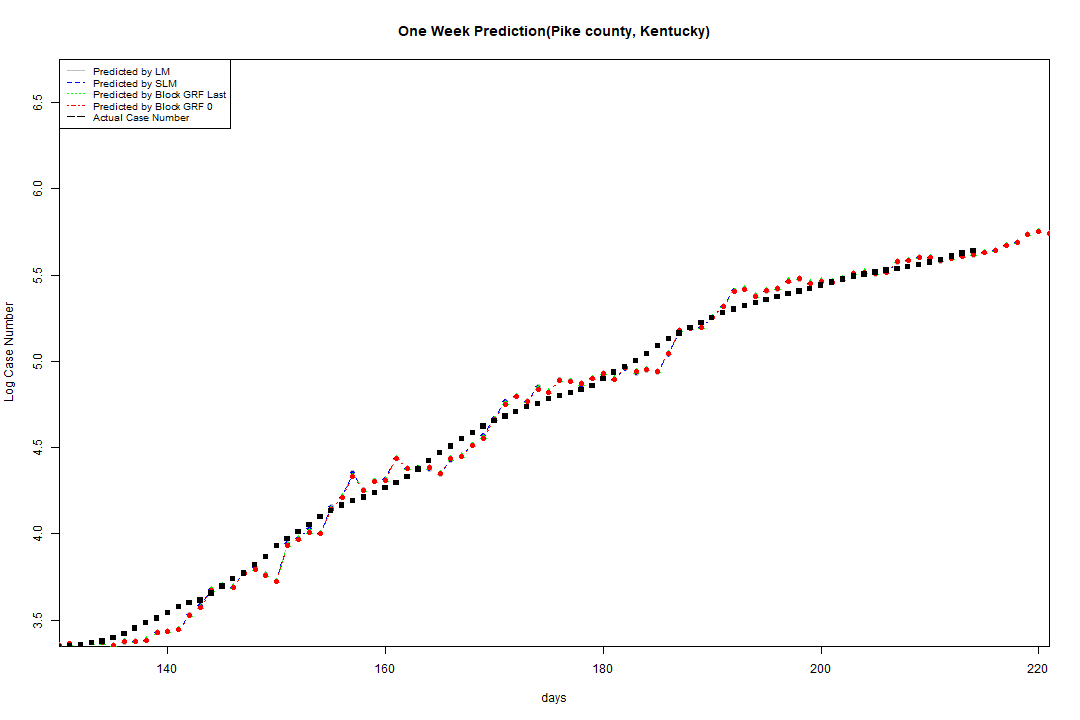 One Week Prediction(Pike county, Kentucky)
Predicted by LM
Predicted by SLM
Predicted by Block GRF Last
Predicted by Block GRF 0
Actual Case Number
6.5
6.0
5.5
5.0
4.5
4.0
3.5
Log Case Number
140 160 180 200 220
days